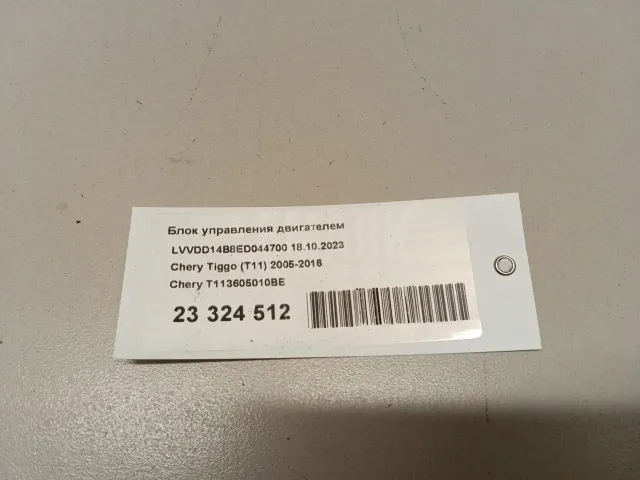 Блок управления двигателем
LVVDD14B8ED044700 18.10.2023
Chery Tiggo (T11) 2005-2016
Chery T113605010BE
23 324 512